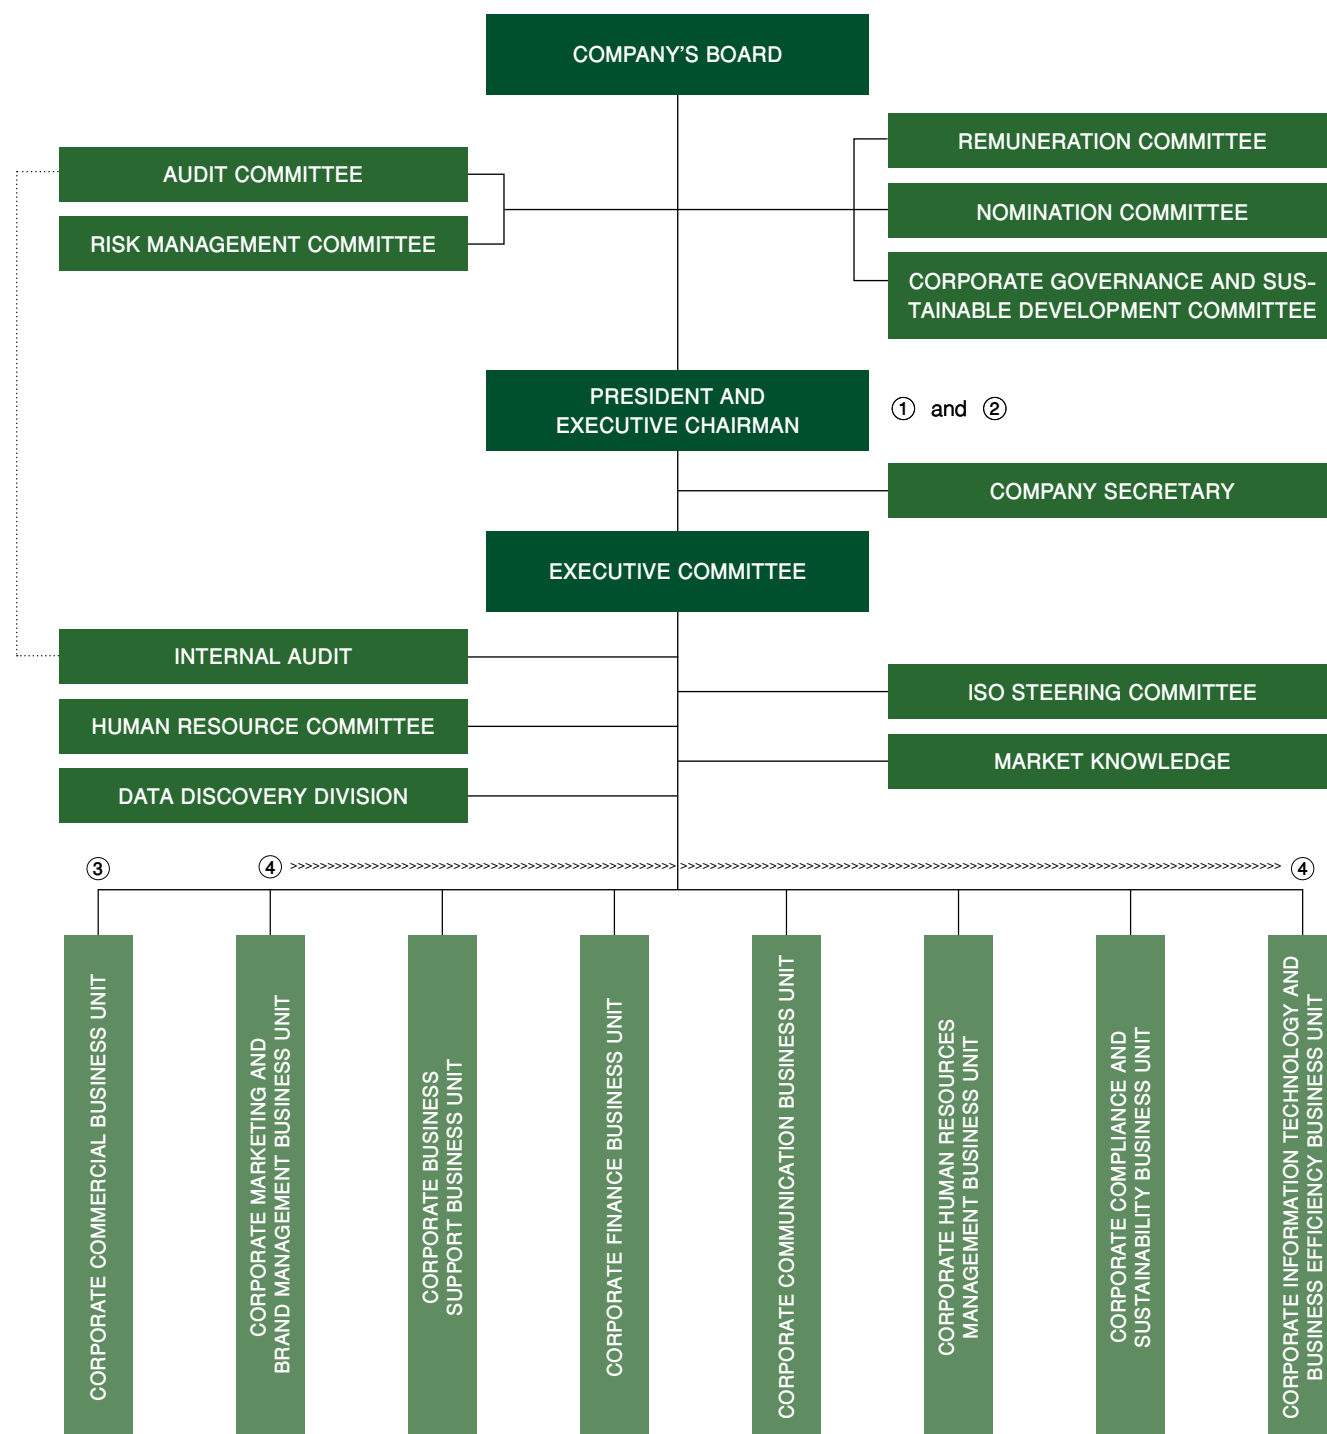 COMPANY'S BOARD
REMUNERATION COMMITTEE
AUDIT COMMITTEE
NOMINATION COMMITTEE
RISK MANAGEMENT COMMITTEE
CORPORATE GOVERNANCE AND SUS-
TAINABLE DEVELOPMENT COMMITTEE
PRESIDENT AND
EXECUTIVE CHAIRMAN
① and ②
COMPANY SECRETARY
EXECUTIVE COMMITTEE
INTERNAL AUDIT
ISO STEERING COMMITTEE
HUMAN RESOURCE COMMITTEE
MARKET KNOWLEDGE
DATA DISCOVERY DIVISION
③
④
④
CORPORATE COMMERCIAL BUSINESS UNIT
CORPORATE MARKETING AND
BRAND MANAGEMENT BUSINESS UNIT
CORPORATE BUSINESS
SUPPORT BUSINESS UNIT
CORPORATE FINANCE BUSINESS UNIT
CORPORATE COMMUNICATION BUSINESS UNIT
CORPORATE HUMAN RESOURCES
MANAGEMENT BUSINESS UNIT
CORPORATE COMPLIANCE AND
SUSTAINABILITY BUSINESS UNIT
CORPORATE INFORMATION TECHNOLOGY AND
BUSINESS EFFICIENCY BUSINESS UNIT